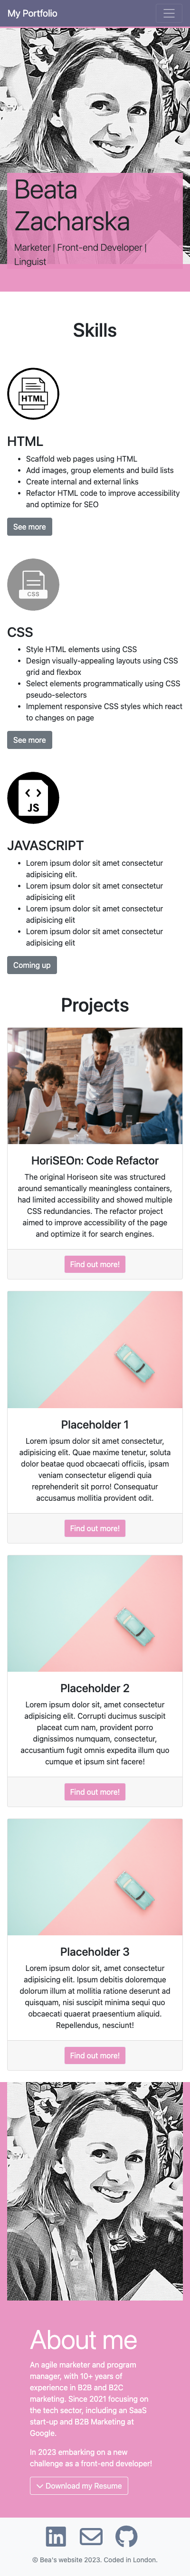 My Portfolio
Beata
Zacharska
Marketer | Front-end Developer |
Linguist
Skills
HTML
HTML
Scaffold web pages using HTML
Add images, group elements and build lists
Create internal and external links
Refactor HTML code to improve accessibility
and optimize for SEO
See more
CSS
CSS
Style HTML elements using CSS
Design visually-appealing layouts using CSS
grid and flexbox
Select elements programmatically using CSS
pseudo-selectors
Implement responsive CSS styles which react
to changes on page
See more
JS
JAVASCRIPT
Lorem ipsum dolor sit amet consectetur
adipisicing elit.
Lorem ipsum dolor sit amet consectetur
adipisicing elit
Lorem ipsum dolor sit amet consectetur
adipisicing elit
Lorem ipsum dolor sit amet consectetur
adipisicing elit
Coming up
Projects
HoriSEOn: Code Refactor
The original Horiseon site was structured
around semantically meaningless containers,
had limited accessibility and showed multiple
CSS redundancies. The refactor project
aimed to improve accessibility of the page
and optimize it for search engines.
Find out more!
Placeholder 1
Lorem ipsum dolor sit amet consectetur,
adipisicing elit. Quae maxime tenetur, soluta
dolor beatae quod obcaecati officiis, ipsam
veniam consectetur eligendi quia
reprehenderit sit porro! Consequatur
accusamus mollitia provident odit.
Find out more!
Placeholder 2
Lorem ipsum dolor sit, amet consectetur
adipisicing elit. Corrupti ducimus suscipit
placeat cum nam, provident porro
dignissimos numquam, consectetur,
accusantium fugit omnis expedita illum quo
cumque et ipsum sint facere!
Find out more!
Placeholder 3
Lorem ipsum dolor sit, amet consectetur
adipisicing elit. Ipsum debitis doloremque
dolorum illum at mollitia ratione deserunt ad
quisquam, nisi suscipit minima sequi quo
obcaecati quaerat praesentium aliquid.
Repellendus, nesciunt!
Find out more!
About me
An agile marketer and program
manager, with 10+ years of
experience in B2B and B2C
marketing. Since 2021 focusing on
the tech sector, including an SaaS
start-up and B2B Marketing at
Google.
In 2023 embarking on a new
challenge as a front-end developer!
Download my Resume
© Bea's website 2023. Coded in London.